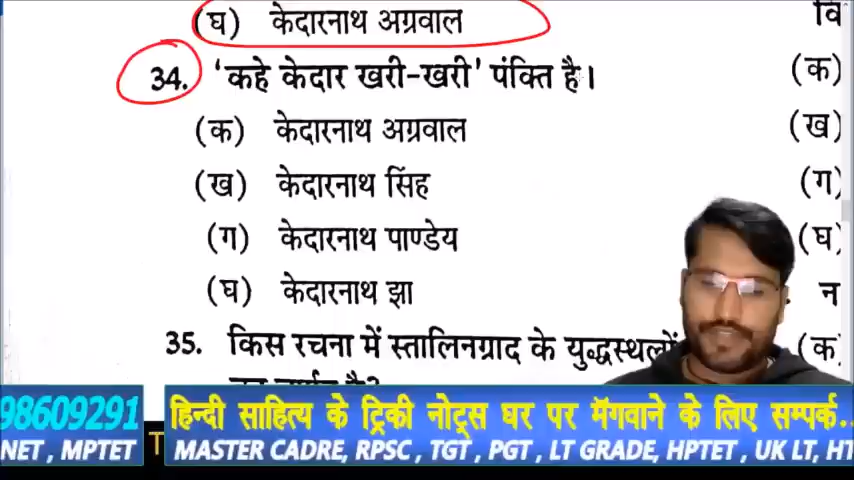 (घ) केदारनाथ अग्रवाल
34. 'कहे केदार खरी-खरी' पंक्ति है।
(क) केदारनाथ अग्रवाल
(ख) केदारनाथ सिंह
(ग) केदारनाथ पाण्डेय
(घ) केदारनाथ झा
35. किस रचना में स्तालिनग्राद के युद्धस्थलों
वि
(क)
(ख)
(ग)
(घ)
न
(क
98609291 हिन्दी साहित्य के ट्रिकी नोट्स घर पर मॅगवाने के लिए सम्पर्क..
NET , MPTET MASTER CADRE, RPSC , TGT , PGT , LT GRADE, HPTET , UK LT, HT